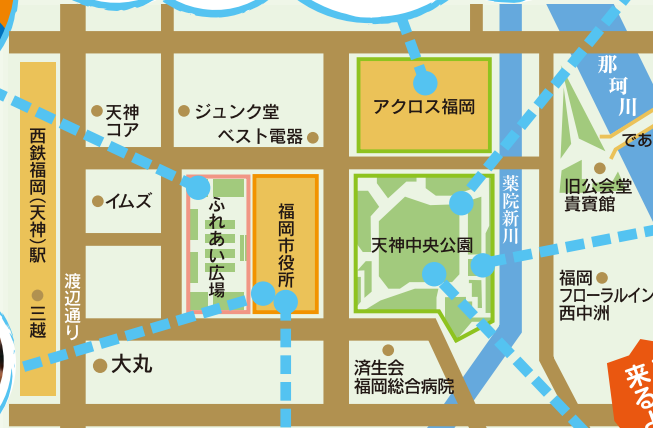 那珂川
天神
コア
ジュンク堂
ベスト電器
アクロス福岡
であ
西鉄福岡(天神)駅
イムズ
ふれあい広場
福岡市役所
天神中央公園
薬院新川
旧公会堂
貴賓館
渡辺通り
三越
福岡
フローラルイン
西中洲
大丸
済生会
福岡総合病院
来る